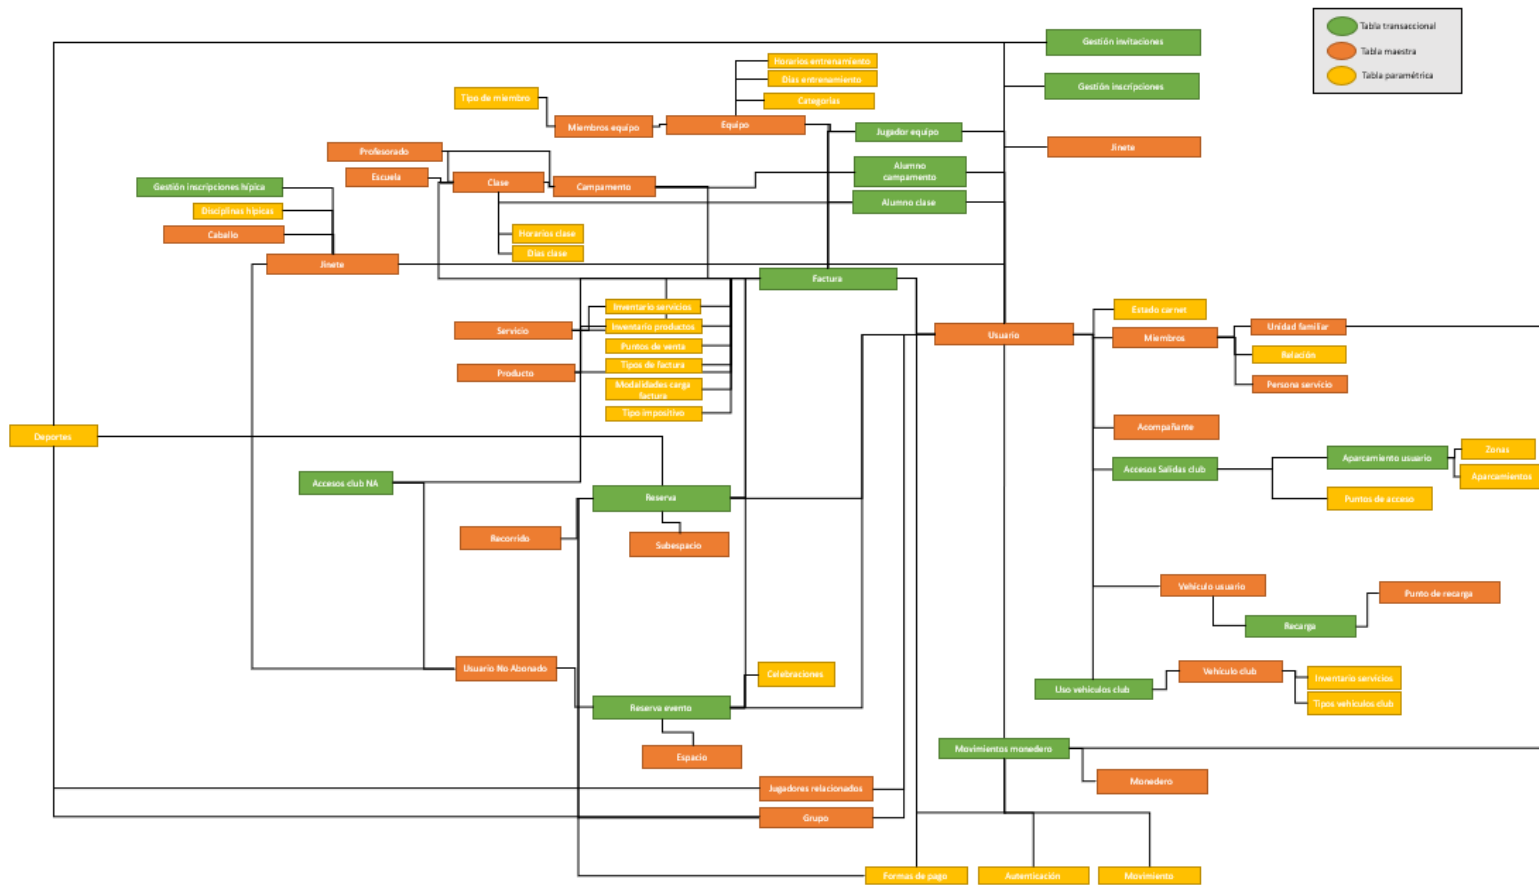 Tabla transaccional
Tabla maestra
Tabla paramétrica
Gestión invitaciones
Horarios entrenamiento
Días entrenamiento
Gestión inscripciones
Tipo de miembro
Categorías
Miembros equipo
Equipo
Jugador equipo
Jinete
Profesorado
Escuela
Clase
Campamento
Alumno
campamento
Gestión inscripciones hípica
Alumno clase
Disciplinas hípicas
Caballo
Horarios clase
Días clase
Jinete
Factura
Inventario servicios
Estado carnet
Servicio
Inventario productos
Usuario
Unidad familiar
Miembros
Puntos de venta
Relación
Producto
Tipos de factura
Modalidades carga
factura
Persona servicio
Tipo impositivo
Acompañante
Deportes
Zonas
Aparcamiento usuario
Accesos Salidas club
Aparcamientos
Accesos club NA
Reserva
Puntos de acceso
Recorrido
Subespacio
Vehículo usuario
Punto de recarga
Recarga
Usuario No Abonado
Celebraciones
Vehículo club
Inventario servicios
Uso vehículos club
Tipos vehículos club
Reserva evento
Espacio
Movimientos monedero
Monedero
Jugadores relacionados
Grupo
Formas de pago
Autenticación
Movimiento